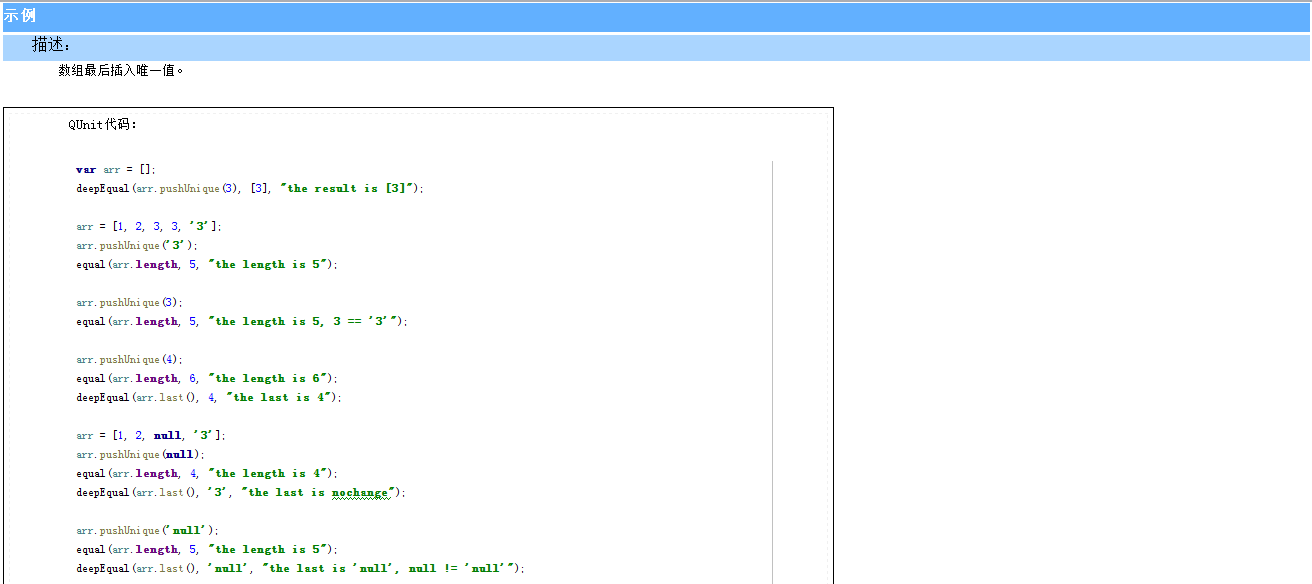 示例
描述：
数组最后插入唯一值。
QUnit代码：
var arr = [];
deepEqual(arr.pushUnique(3), [3], "the result is [3]");
arr = [1, 2, 3, 3, '3'];
arr.pushUnique('3');
equal(arr.length, 5, "the length is 5");
arr.pushUnique(3);
equal(arr.length, 5, "the length is 5, 3 == '3'");
arr.pushUnique(4);
equal(arr.length, 6, "the length is 6");
deepEqual(arr.last(), 4, "the last is 4");
arr = [1, 2, null, '3'];
arr.pushUnique(null);
equal(arr.length, 4, "the length is 4");
deepEqual(arr.last(), '3', "the last is nochange");
arr.pushUnique('null');
equal(arr.length, 5, "the length is 5");
deepEqual(arr.last(), 'null', "the last is 'null', null != 'null'");